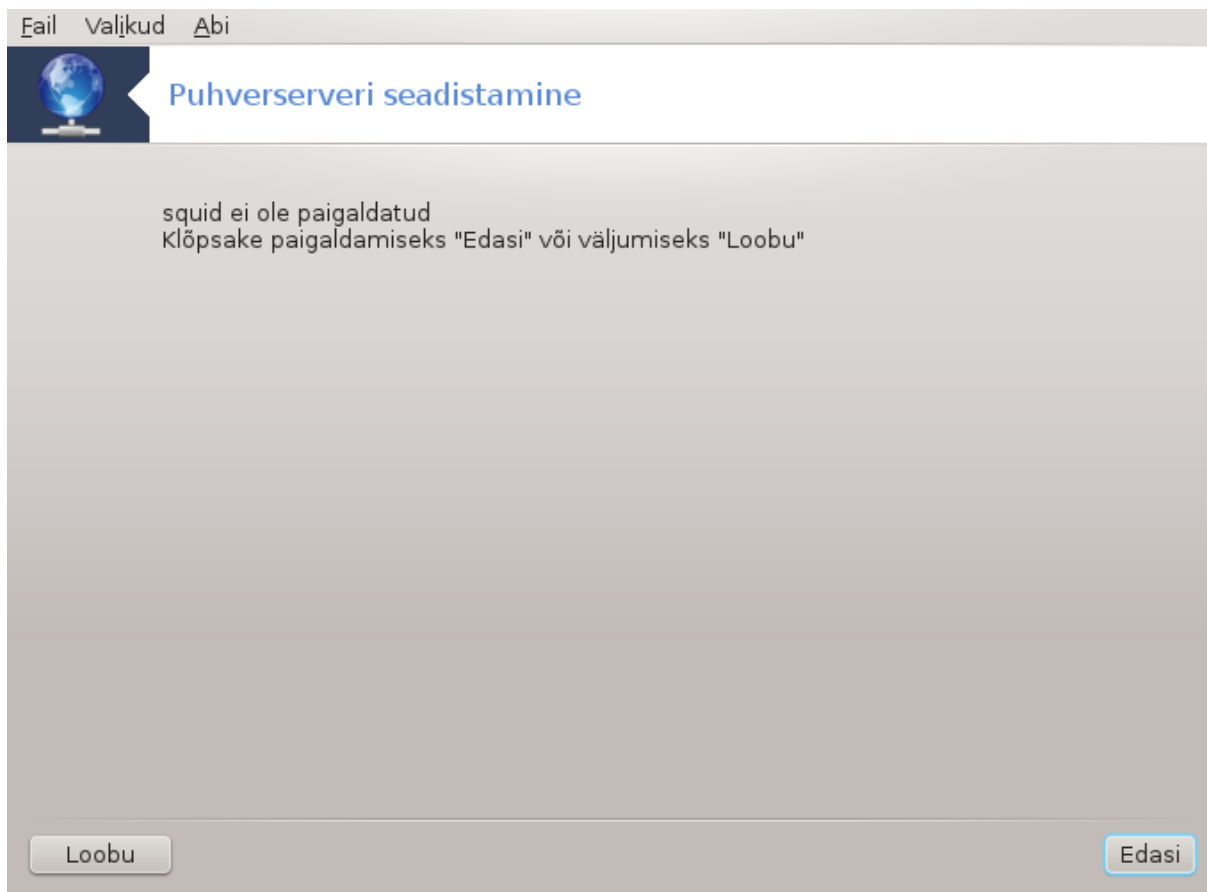 Fail Valikud Abi
Puhverserveri seadistamine
squid ei ole paigaldatud
Klõpsake paigaldamiseks "Edasi" või väljumiseks "Loobu"
Loobu Edasi